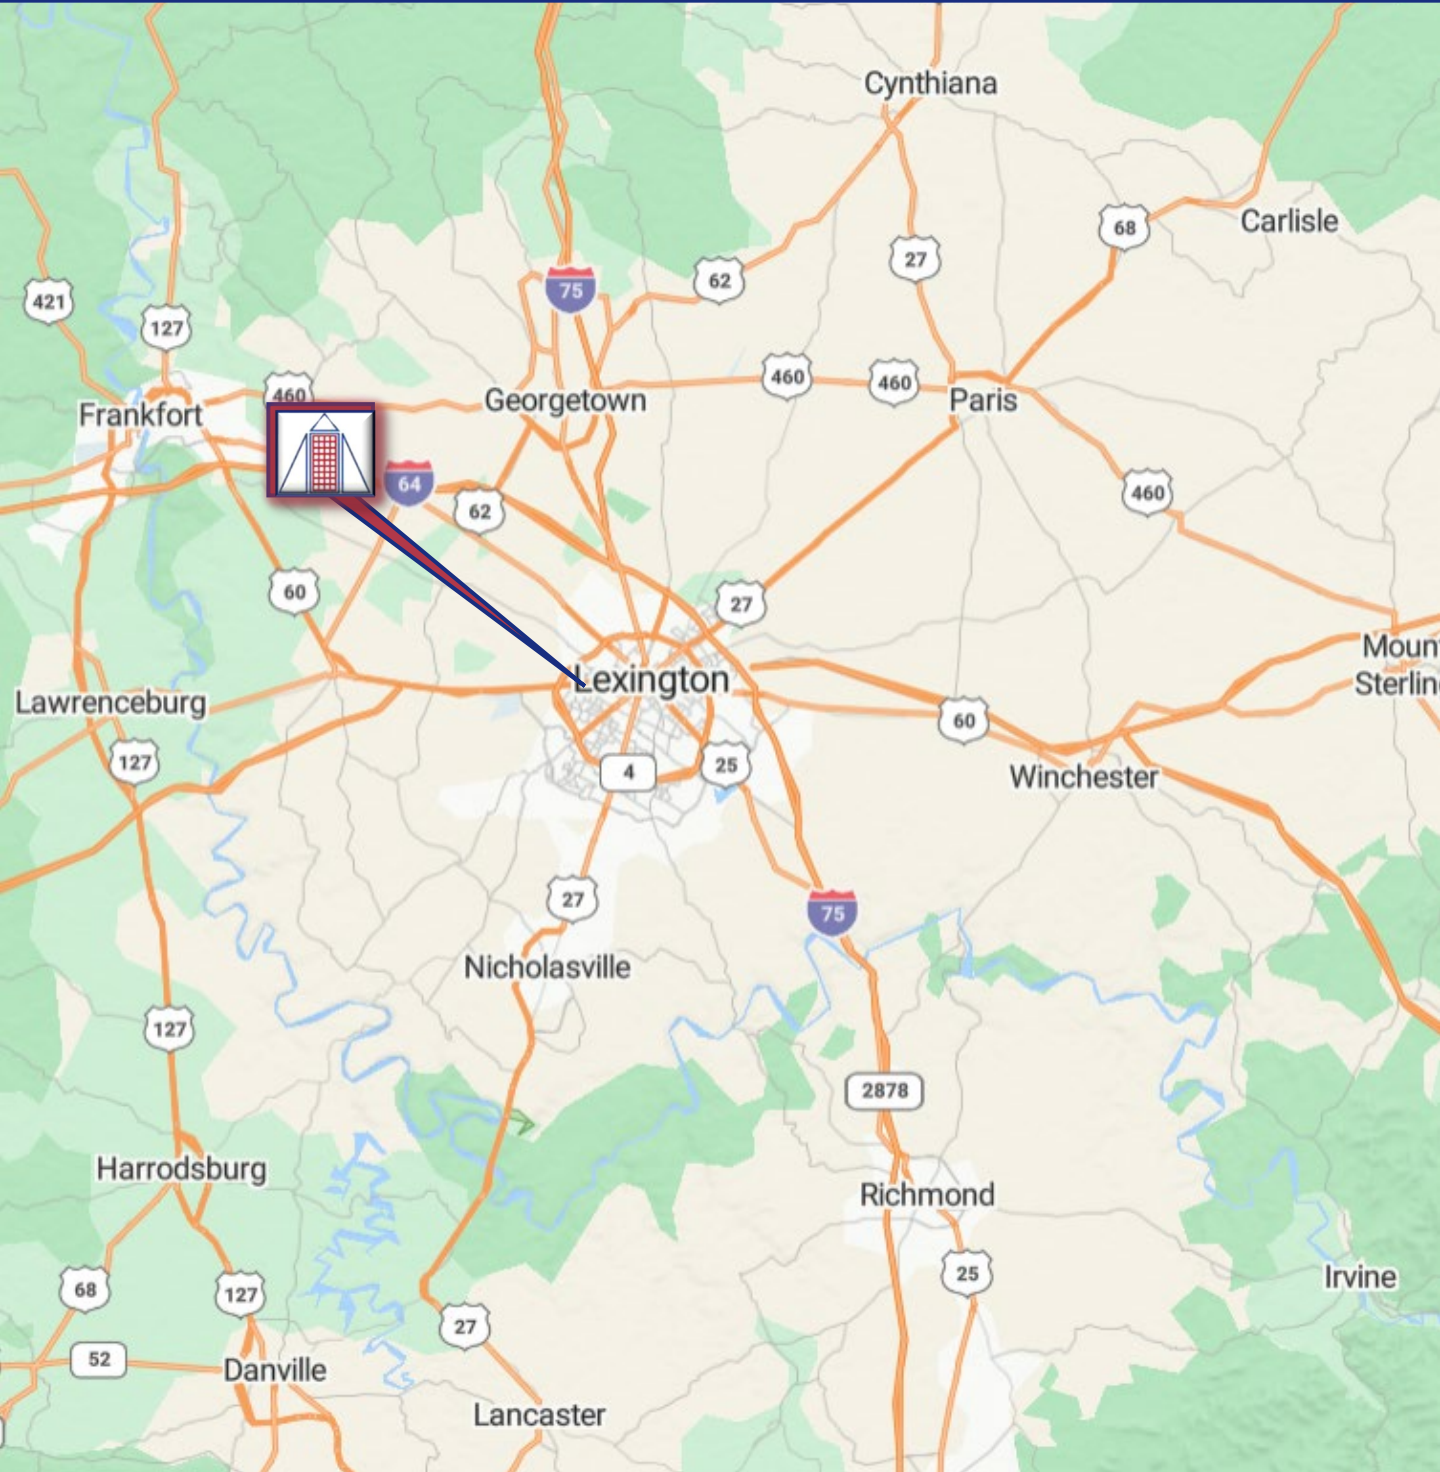 Cynthiana
Carlisle
68
27
62
75
421
127
460
460
460
Georgetown
Paris
Frankfort
64
62
460
60
27
Lexington
Moun
Sterlin
Lawrenceburg
60
127
4
25
Winchester
27
75
Nicholasville
127
2878
Harrodsburg
Richmond
25
Irvine
68
127
27
52
Danville
Lancaster